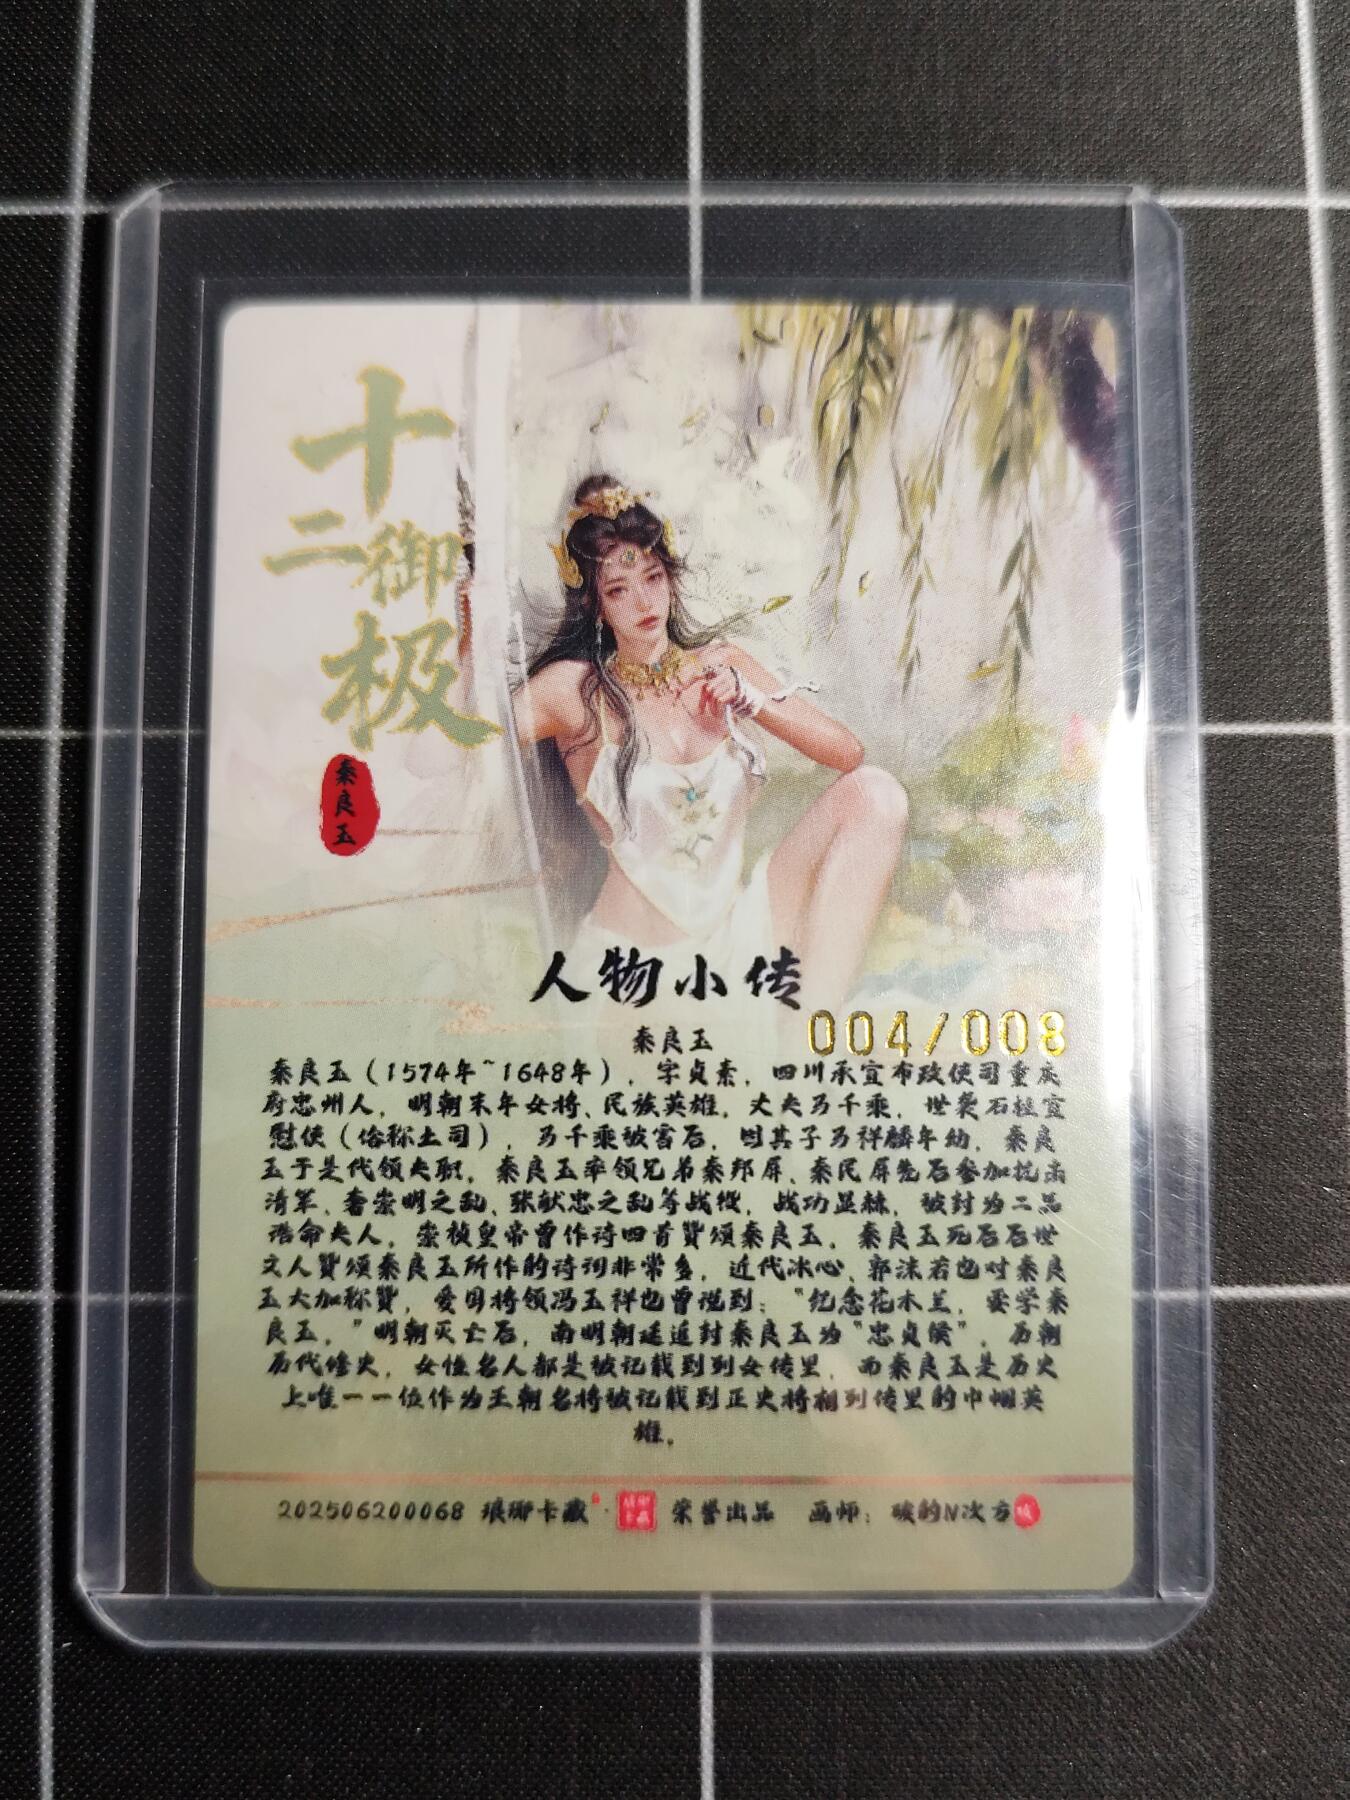 十
二御
极
秦良玉
人物小传
004/008
秦良玉
秦良玉（1574年~1648年），字贞素，四川承宣布政使司重庆
府忠州人，明朝末年女将、民族英雄，丈夫马千乘，世袭石柱宣
慰使（俗称土司），马千乘被害后，因其子马祥麟年幼，秦良
玉于是代领夫职，秦良玉率领兄弟秦邦屏、秦民屏先后参加抗击
清军、奢崇明之乱、张献忠之乱等战役，战功显赫，被封为二品
诰命夫人，崇祯皇帝曾作诗四首赞颂秦良玉，秦良玉死后后世
文人赞颂秦良玉所作的诗词非常多，近代冰心、郭沫若也对秦良
玉大加称赞，爱国将领冯玉祥也曾说到：“纪念花木兰，要学秦
良玉，”明朝灭亡后，南明朝廷追封秦良玉为“忠贞侯”，历朝
历代修史，女性名人都是被记载到列女传里，而秦良玉是历史
上唯一一位作为王朝名将被记载到正史将相列传里的巾帼英
雄。
202506200068 琅琊卡藏 · 荣誉出品 画师：破的N次方